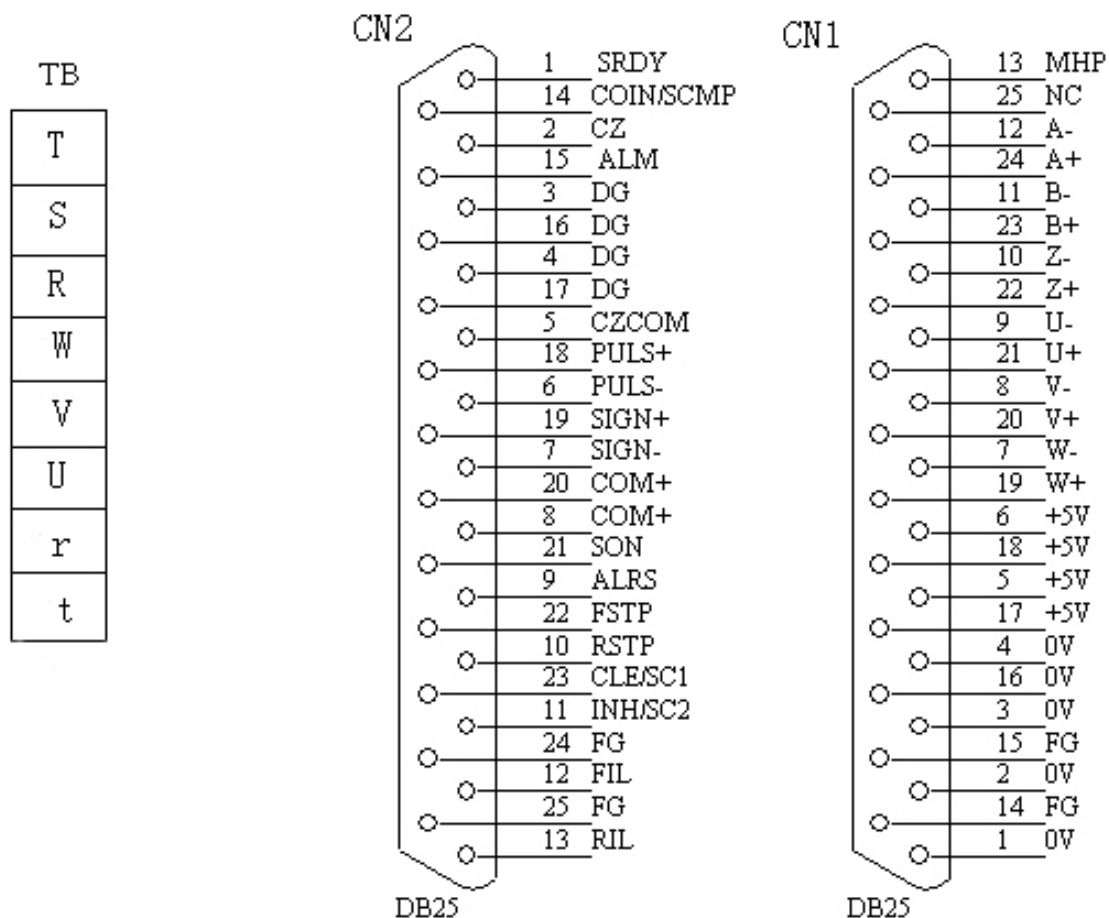 TB
T
S
R
W
V
U
r
t
CN2
1 SRDY
14 COIN/SCMP
2 CZ
15 ALM
3 DG
16 DG
4 DG
17 DG
5 CZCOM
18 PULS+
6 PULS-
19 SIGN+
7 SIGN-
20 COM+
8 COM+
21 SON
9 ALRS
22 FSTP
10 RSTP
23 CLE/SC1
11 INH/SC2
24 FG
12 FIL
25 FG
13 RIL
DB25
CN1
13 MHP
25 NC
12 A-
24 A+
11 B-
23 B+
10 Z-
22 Z+
9 U-
21 U+
8 V-
20 V+
7 W-
19 W+
6 +5V
18 +5V
5 +5V
17 +5V
4 0V
16 0V
3 0V
15 FG
2 0V
14 FG
1 0V
DB25